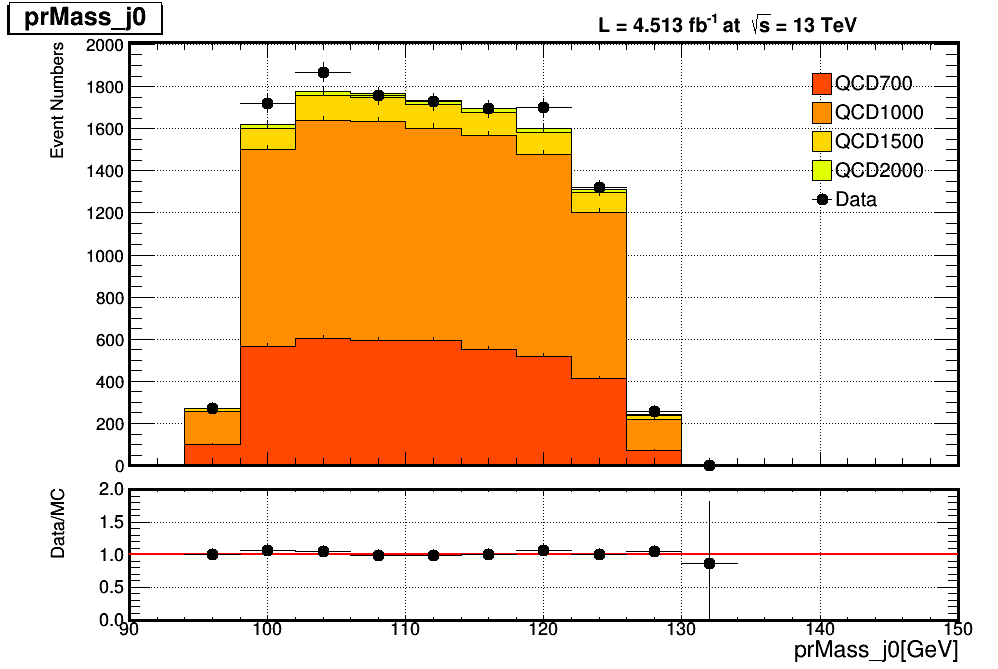 prMass_j0
L = 4.513 fb-1 at √s = 13 TeV
Event Numbers
2000
1800
1600
1400
1200
1000
800
600
400
200
0
QCD700
QCD1000
QCD1500
QCD2000
Data
Data/MC
2.0
1.5
1.0
0.5
0.0
90 100 110 120 130 140 150
prMass_j0[GeV]